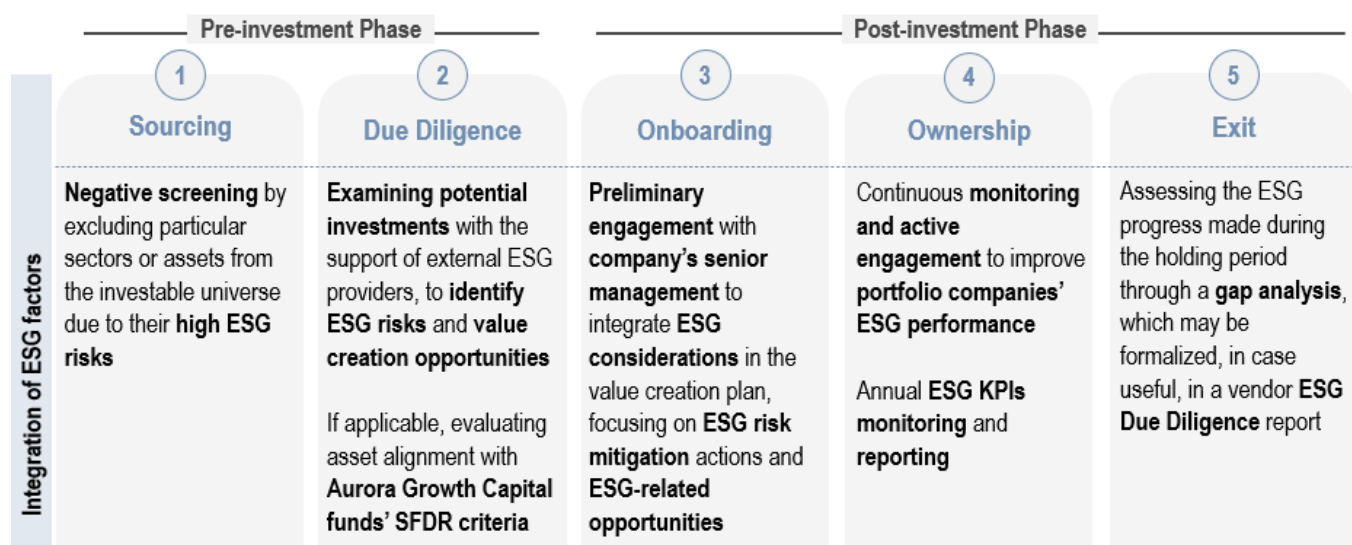 Pre-investment Phase
Post-investment Phase
1
2
3
4
5
Sourcing
Due Diligence
Onboarding
Ownership
Exit
Integration of ESG factors
Negative screening by
excluding particular
sectors or assets from
the investable universe
due to their high ESG
risks
Examining potential
investments with the
support of external ESG
providers, to identify
ESG risks and value
creation opportunities
If applicable, evaluating
asset alignment with
Aurora Growth Capital
funds’ SFDR criteria
Preliminary
engagement with
company’s senior
management to
integrate ESG
considerations in the
value creation plan,
focusing on ESG risk
mitigation actions and
ESG-related
opportunities
Continuous monitoring
and active
engagement to improve
portfolio companies’
ESG performance
Annual ESG KPIs
monitoring and
reporting
Assessing the ESG
progress made during
the holding period
through a gap analysis,
which may be
formalized, in case
useful, in a vendor ESG
Due Diligence report